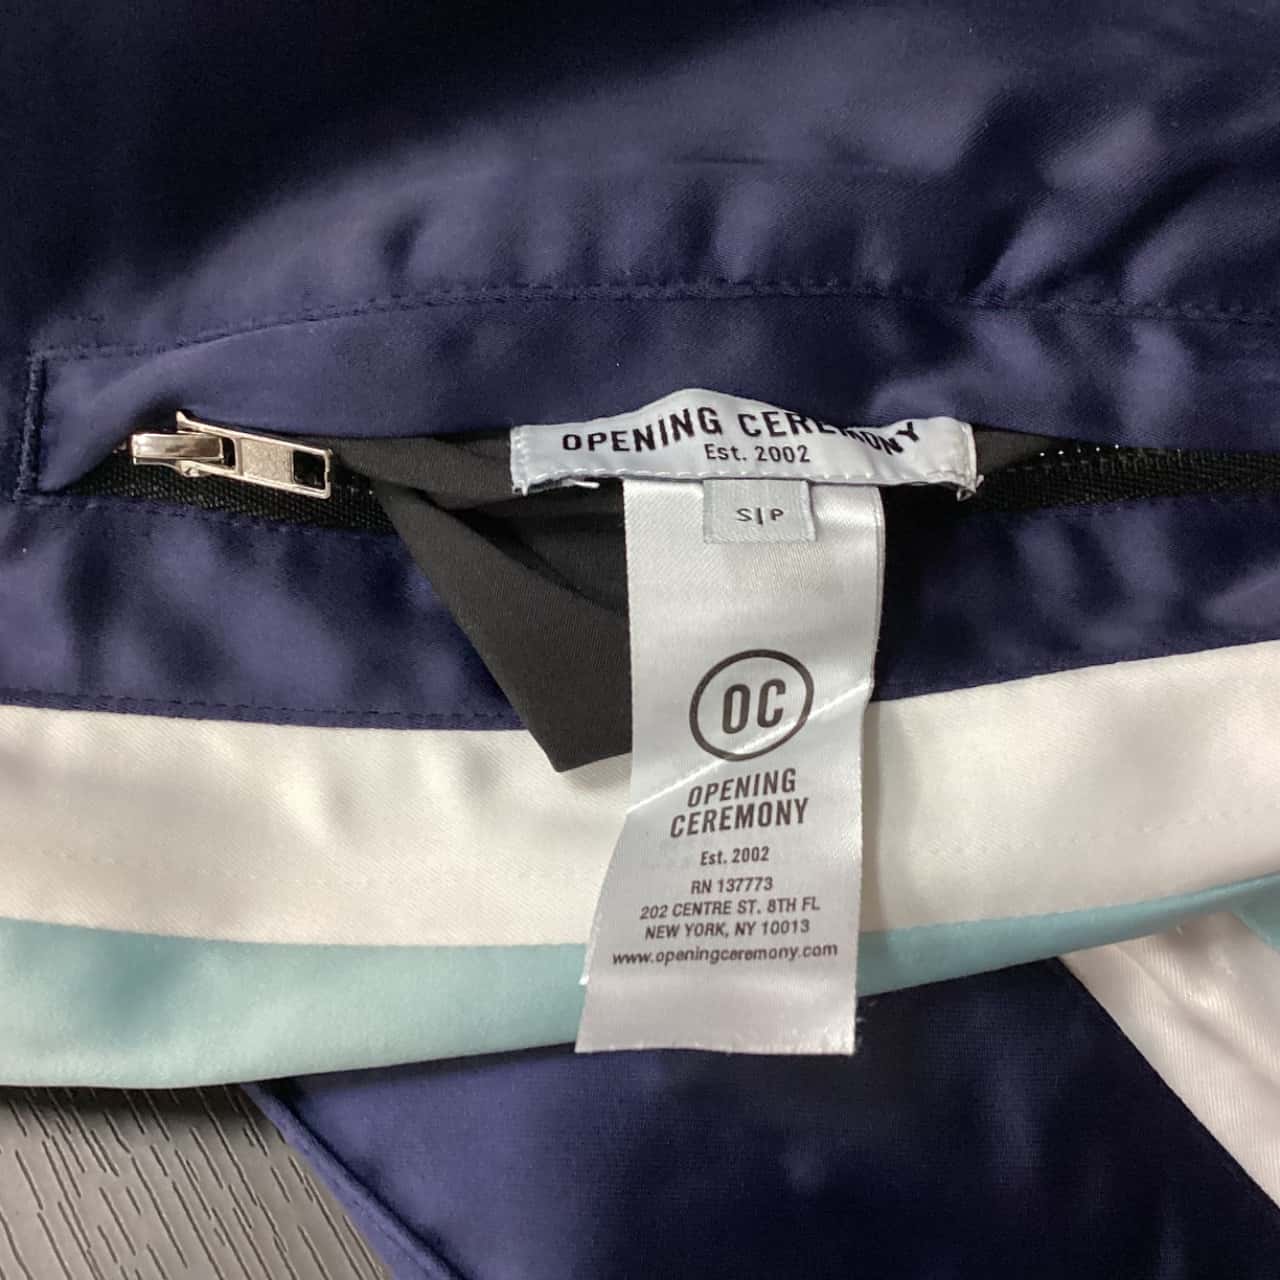 OPENING CEREMONY
Est. 2002
S|P
OC
OPENING
CEREMONY
Est. 2002
RN 137773
202 CENTRE ST. 8TH FL
NEW YORK, NY 10013
www.openingceremony.com